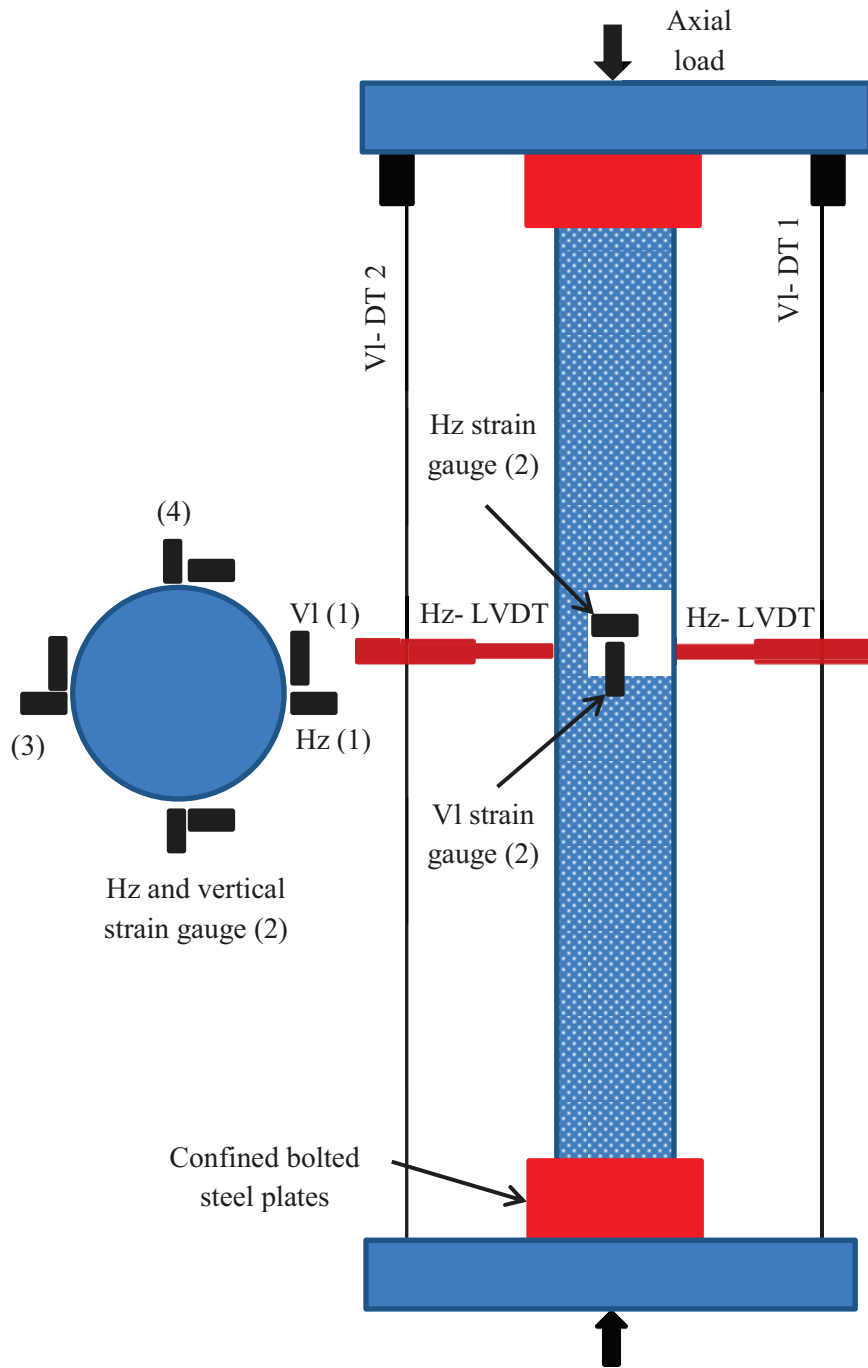 Axial
load
Vl- DT 2
Vl- DT 1
Hz strain
gauge (2)
(4)
Vl (1)
Hz- LVDT
Hz- LVDT
(3)
Hz (1)
Vl strain
gauge (2)
Hz and vertical
strain gauge (2)
Confined bolted
steel plates